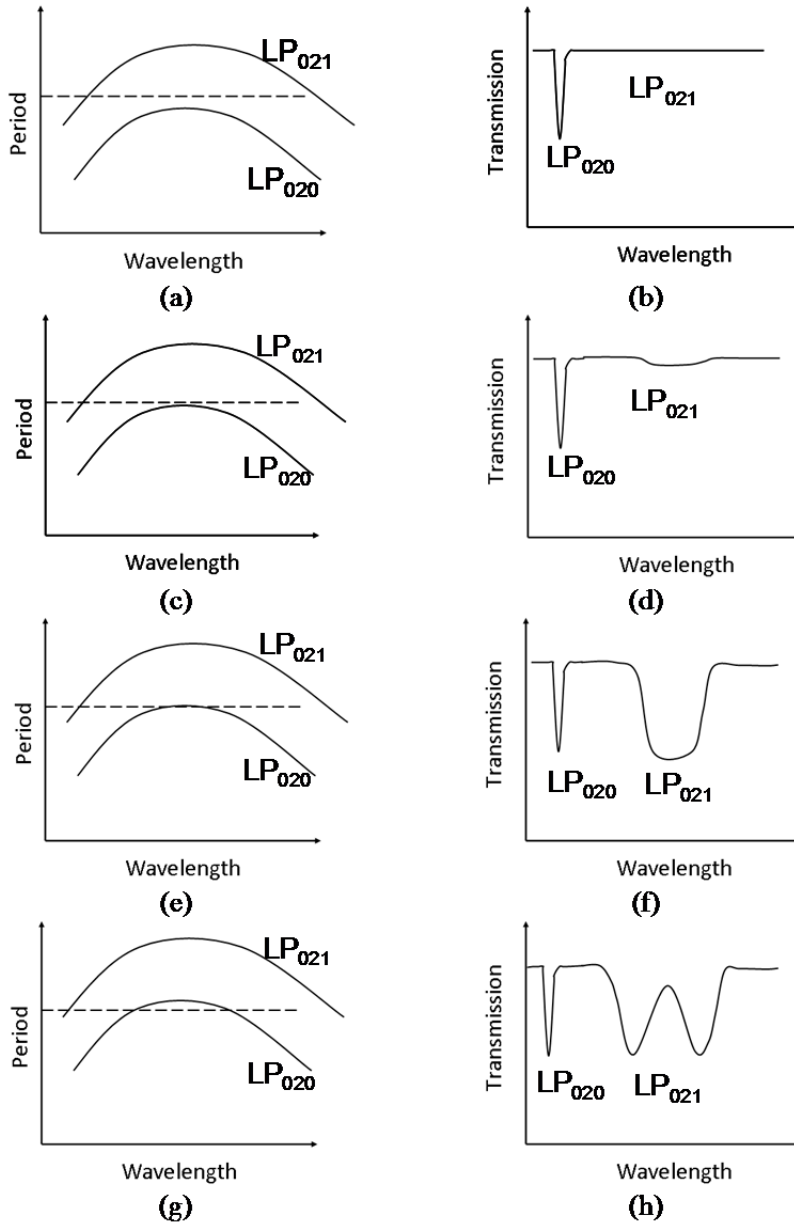 Period
LP021
LP020
Wavelength
(a)
Transmission
LP021
LP020
Wavelength
(b)
Period
LP021
LP020
Wavelength
(c)
Transmission
LP021
LP020
Wavelength
(d)
Period
LP021
LP020
Wavelength
(e)
Transmission
LP020
LP021
Wavelength
(f)
Period
LP021
LP020
Wavelength
(g)
Transmission
LP020
LP021
Wavelength
(h)